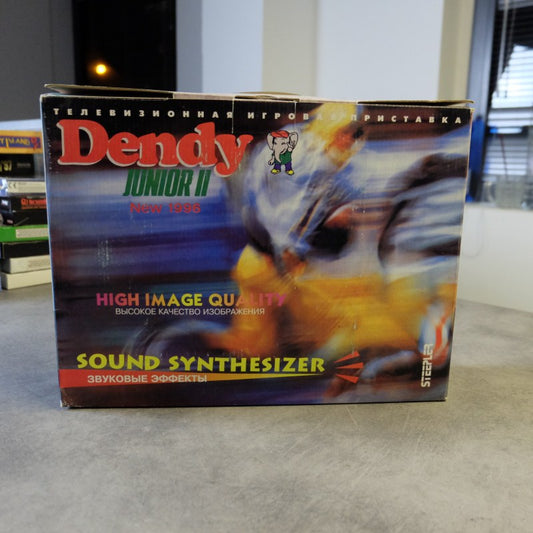 ТЕЛЕВИЗИОННАЯ ИГРОВАЯ ПРИСТАВКА
Dendy
JUNIOR II
New 1996
HIGH IMAGE QUALITY
ВЫСОКОЕ КАЧЕСТВО ИЗОБРАЖЕНИЯ
SOUND SYNTHESIZER
ЗВУКОВЫЕ ЭФФЕКТЫ
STEEPLER